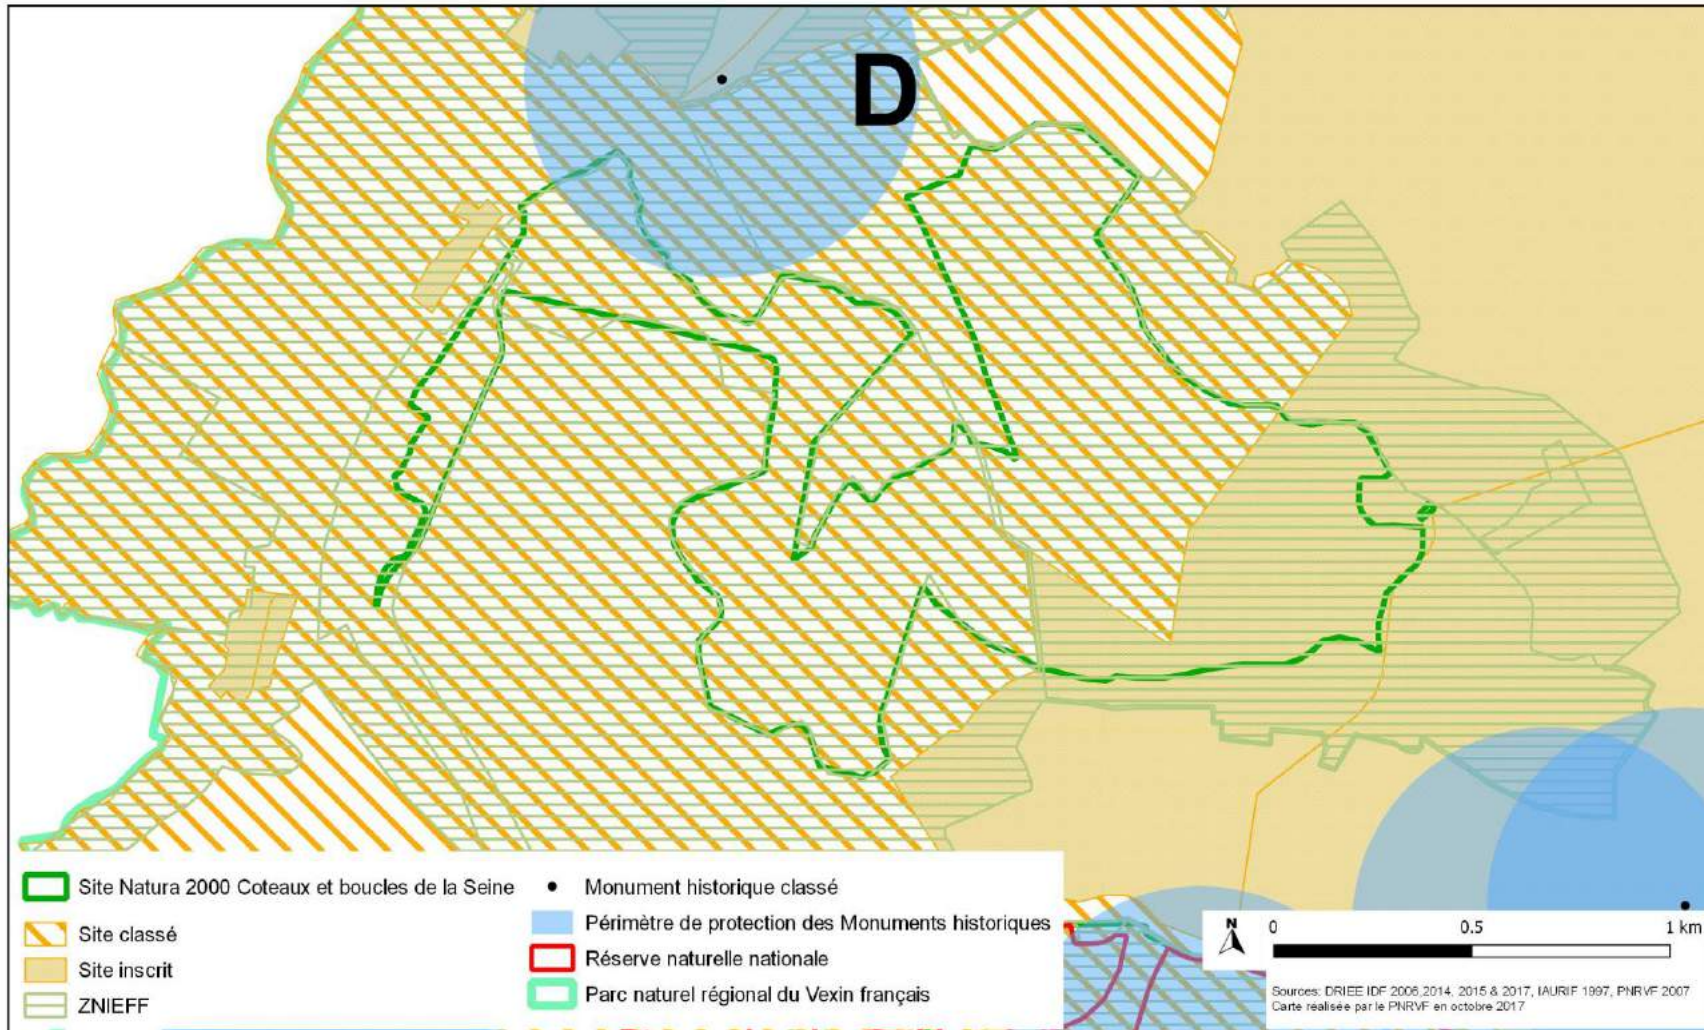 D
Site Natura 2000 Coteaux et boucles de la Seine
Site classé
Site inscrit
ZNIEFF
Monument historique classé
Périmètre de protection des Monuments historiques
Réserve naturelle nationale
Parc naturel régional du Vexin français
N
0 0.5 1 km
Sources: DRIEE IDF 2006,2014, 2015 & 2017, IAURIF 1997, PNRVF 2007
Carte réalisée par le PNRVF en octobre 2017